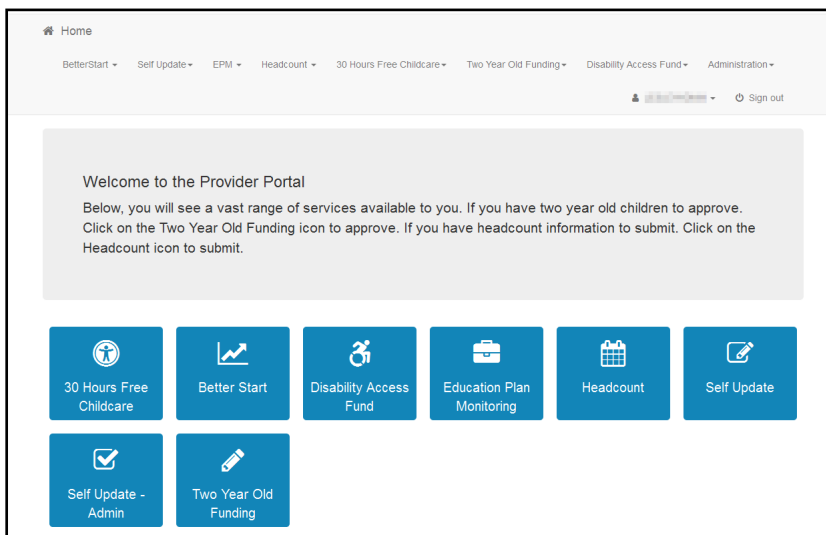 Home
BetterStart Self Update EPM Headcount 30 Hours Free Childcare Two Year Old Funding Disability Access Fund Administration
Sign out
Welcome to the Provider Portal
Below, you will see a vast range of services available to you. If you have two year old children to approve.
Click on the Two Year Old Funding icon to approve. If you have headcount information to submit. Click on the
Headcount icon to submit.
30 Hours Free
Childcare
Better Start
Disability Access
Fund
Education Plan
Monitoring
Headcount
Self Update
Self Update -
Admin
Two Year Old
Funding